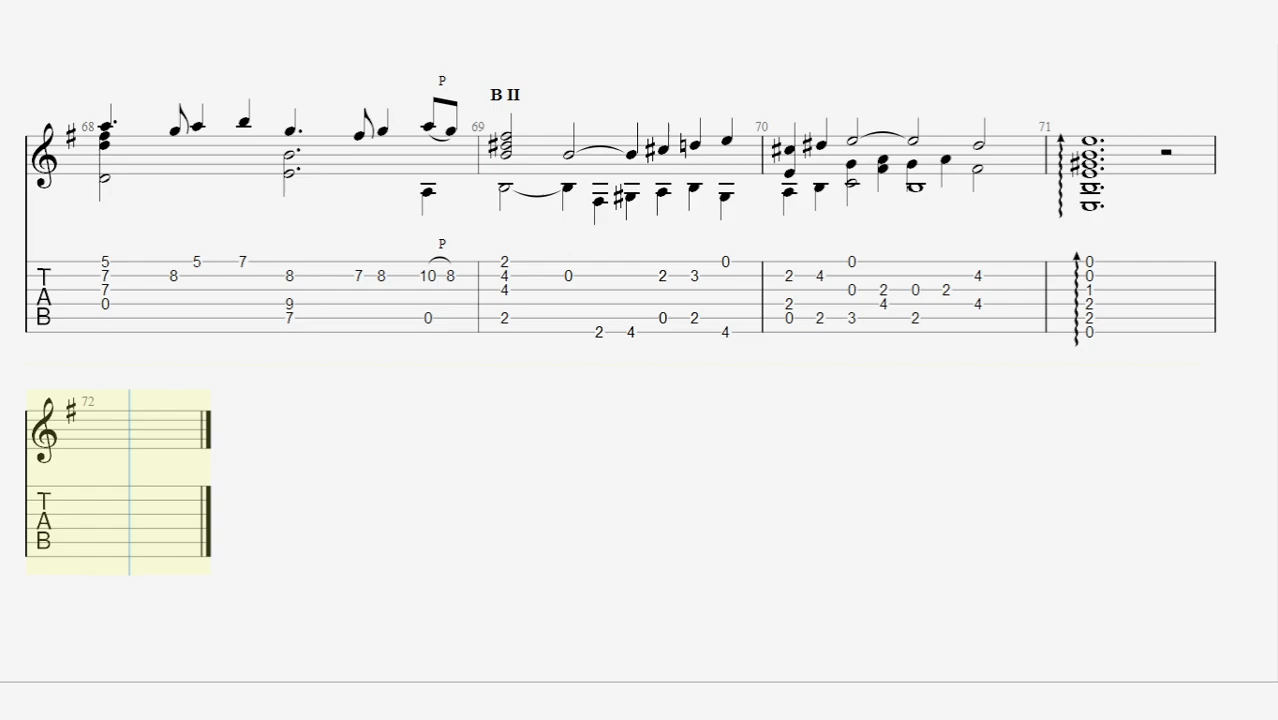 P
B II
68 69 70 71
P
5 5 7 2 0 0 0
7 8 8 7 8 10 8 4 0 2 3 2 4 4 0
7 4 0 2 0 2 1
0 9 2 4 4 2
7 0 2 0 2 0 2 3 2 2
2 4 4 0
T
A
B
72
T
A
B